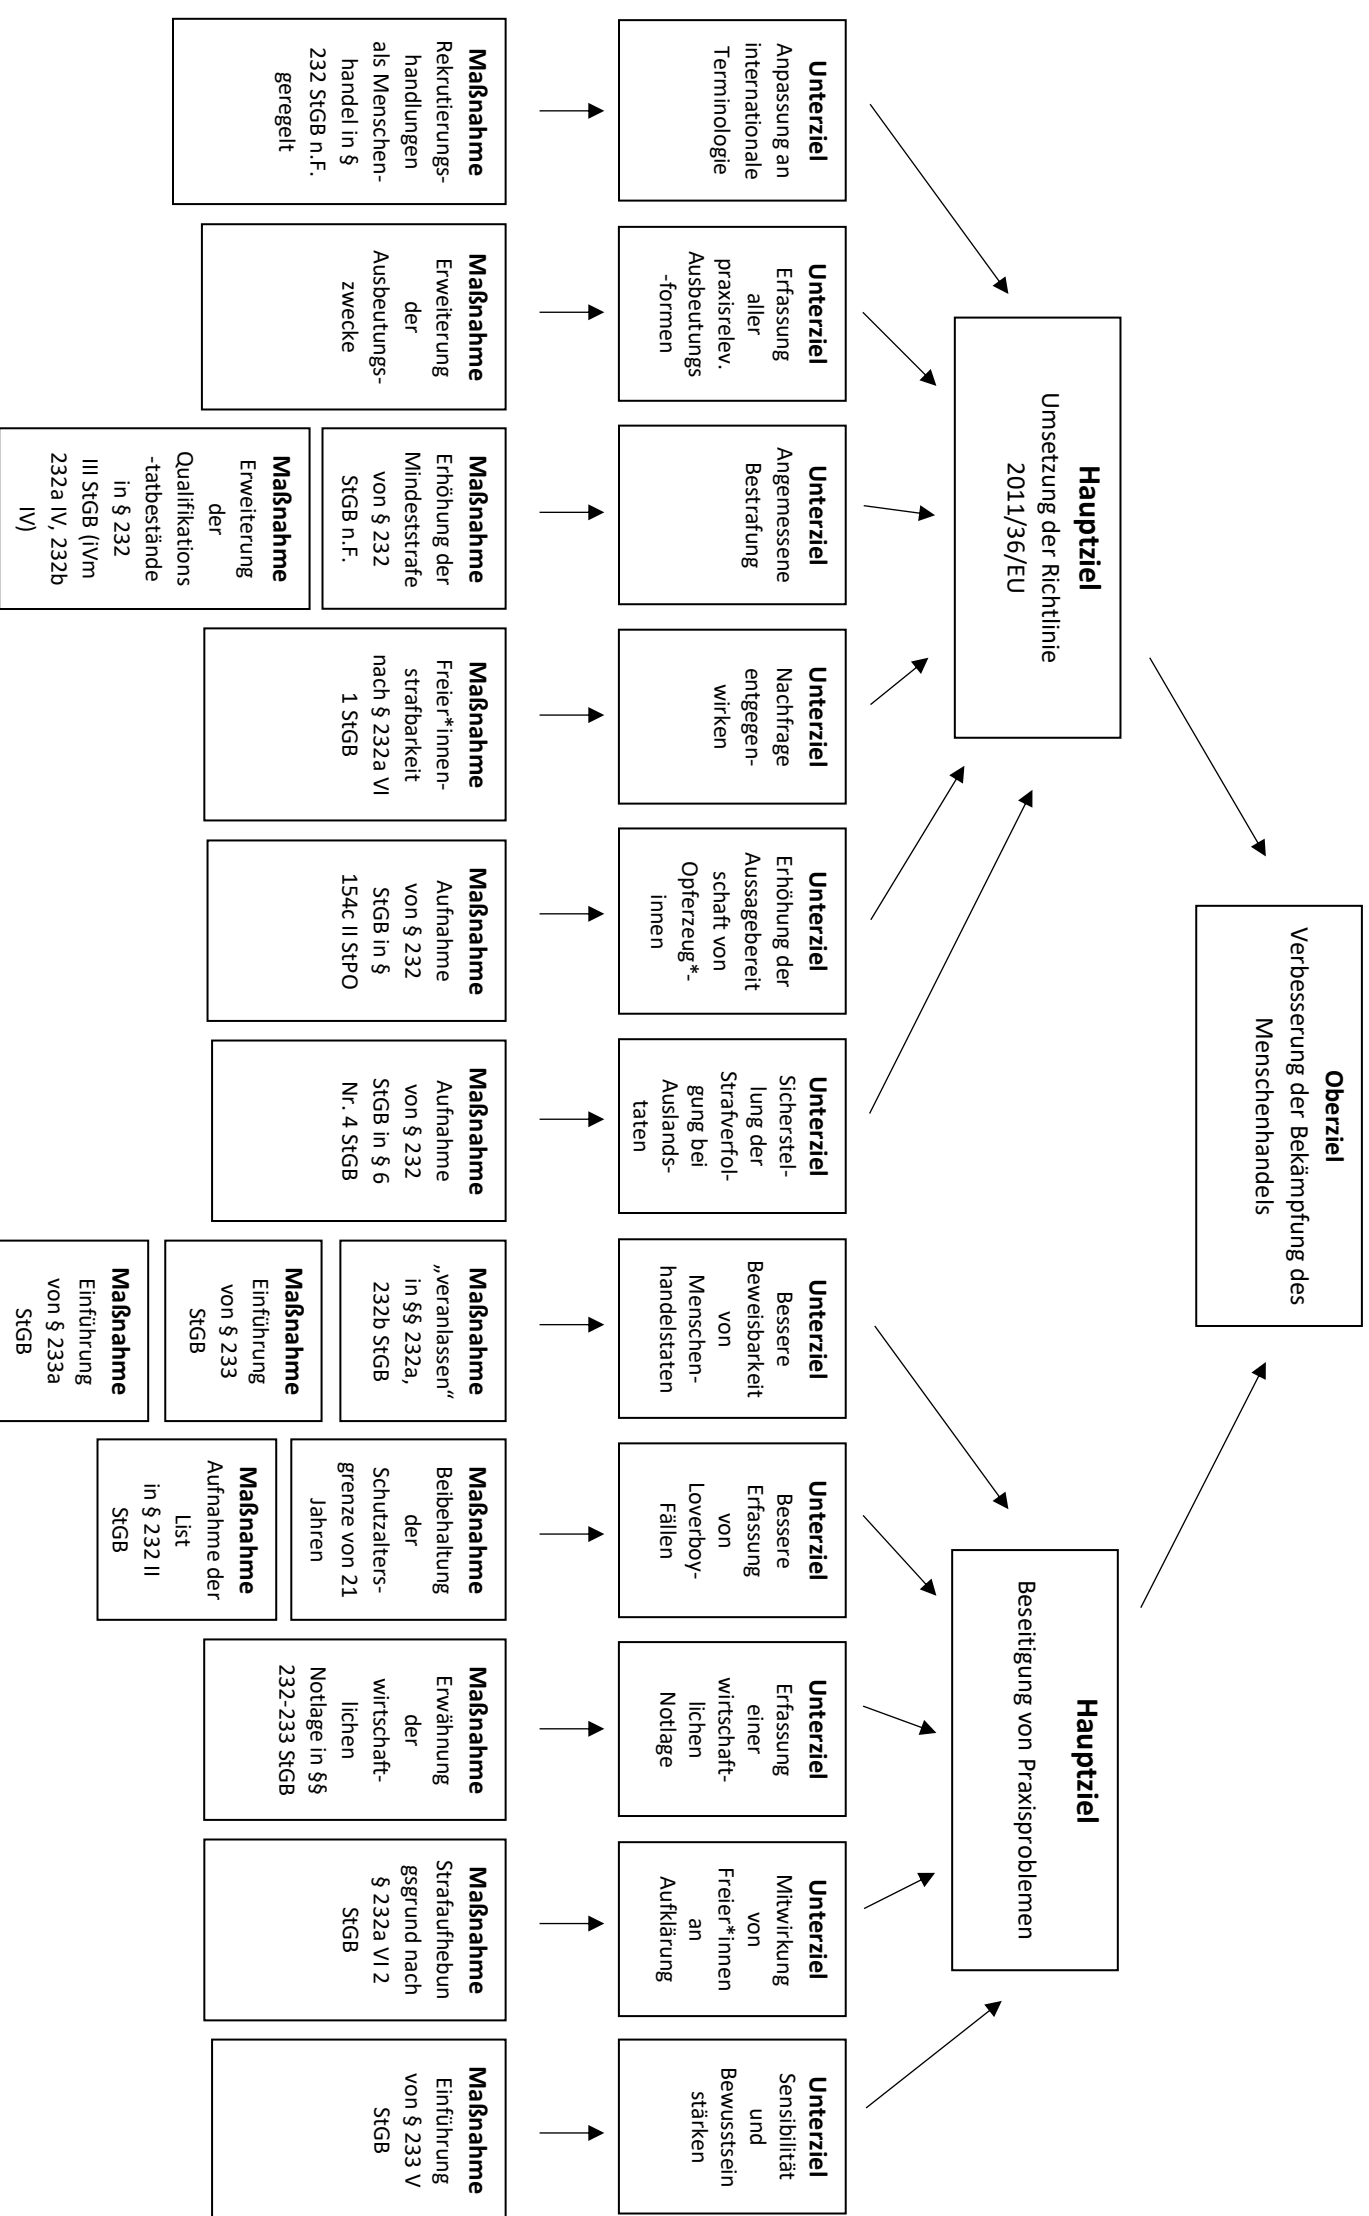 Oberziel
Verbesserung der Bekämpfung des
Menschenhandels
Hauptziel
Umsetzung der Richtlinie
2011/36/EU
Hauptziel
Beseitigung von Praxisproblemen
Unterziel
Anpassung an
internationale
Terminologie
Unterziel
Erfassung
aller
praxisrelev.
Ausbeutungs
-formen
Unterziel
Angemessene
Bestrafung
Unterziel
Nachfrage
entgegen-
wirken
Unterziel
Erhöhung der
Aussagebereit
schaft von
Opferzeug*-
innen
Unterziel
Sicherstel-
lung der
Strafverfol-
gung bei
Auslands-
taten
Unterziel
Bessere
Beweisbarkeit
von
Menschen-
handelstaten
Unterziel
Bessere
Erfassung
von
Loverboy-
Fällen
Unterziel
Erfassung
einer
wirtschaft-
lichen
Notlage
Unterziel
Mitwirkung
von
Freier*innen
an
Aufklärung
Unterziel
Sensibilität
und
Bewusstsein
stärken
Maßnahme
Rekrutierungs-
handlungen
als Menschen-
handel in §
232 StGB n.F.
geregelt
Maßnahme
Erweiterung
der
Ausbeutungs-
zwecke
Maßnahme
Erhöhung der
Mindeststrafe
von § 232
StGB n.F.
Maßnahme
Erweiterung
der
Qualifikations
-tatbestände
in § 232
III StGB (iVm
232a IV, 232b
IV)
Maßnahme
Freier*innen-
strafbarkeit
nach § 232a VI
1 StGB
Maßnahme
Aufnahme
von § 232
StGB in §
154c II StPO
Maßnahme
Aufnahme
von § 232
StGB in § 6
Nr. 4 StGB
Maßnahme
„veranlassen“
in §§ 232a,
232b StGB
Maßnahme
Einführung
von § 233
StGB
Maßnahme
Einführung
von § 233a
StGB
Maßnahme
Beibehaltung
der
Schutzalters-
grenze von 21
Jahren
Maßnahme
Aufnahme der
List
in § 232 II
StGB
Maßnahme
Erwähnung
der
wirtschaft-
lichen
Notlage in §§
232-233 StGB
Maßnahme
Strafaufhebun
gsgrund nach
§ 232a VI 2
StGB
Maßnahme
Einführung
von § 233 V
StGB